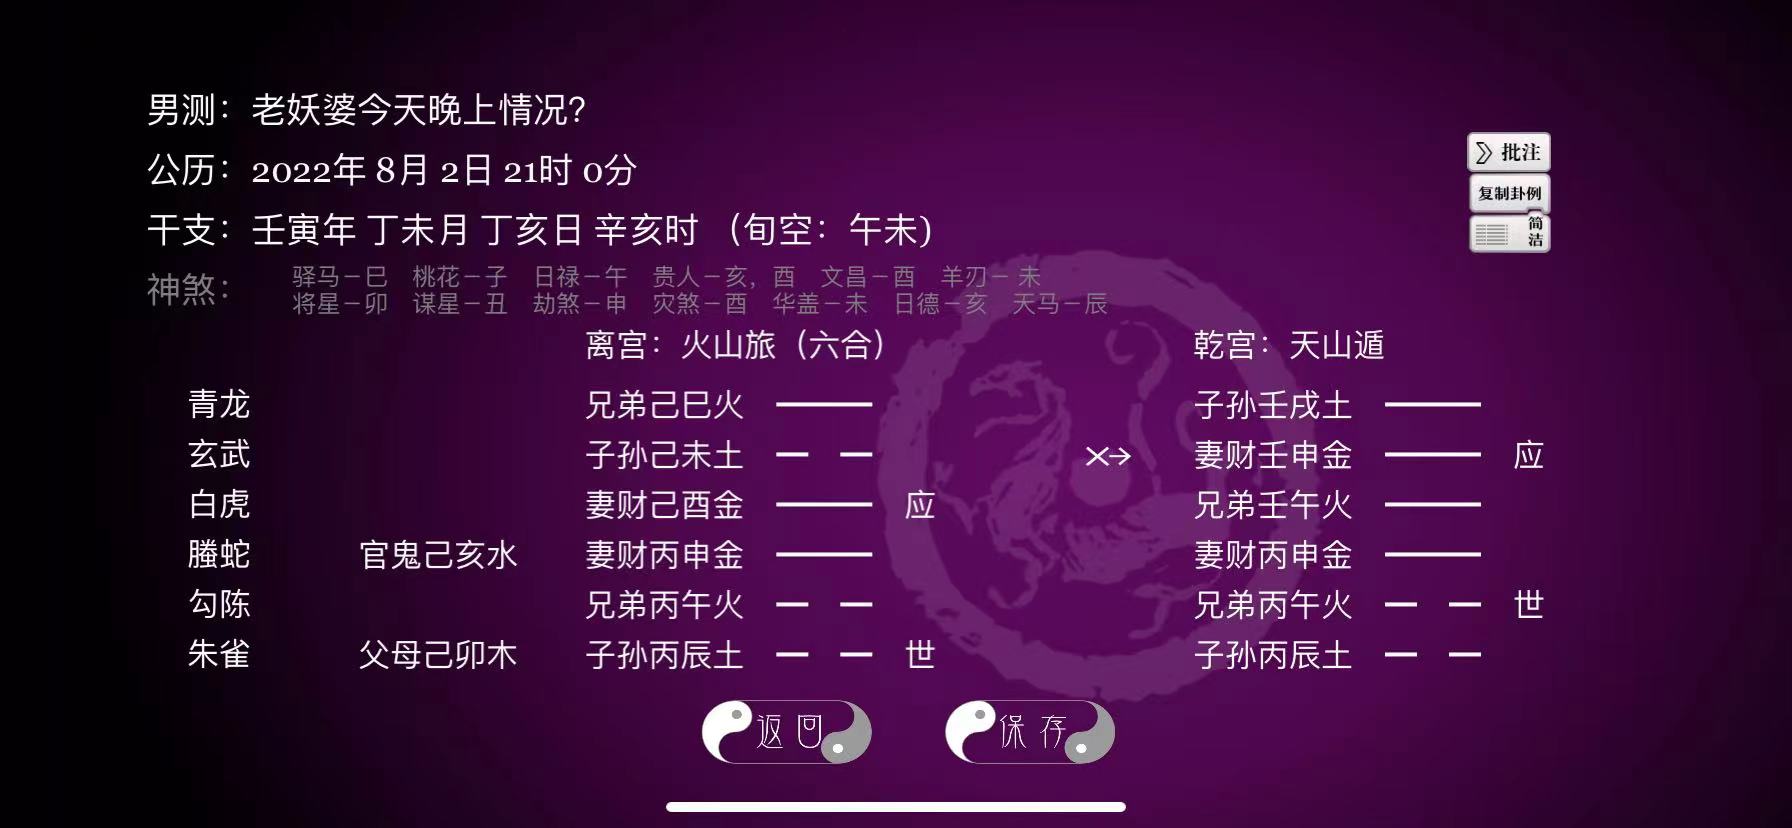 男测：老妖婆今天晚上情况？
公历：2022年 8月 2日 21时 0分
干支：壬寅年 丁未月 丁亥日 辛亥时 （旬空：午未）
神煞：
驿马－巳 桃花－子 日禄－午 贵人－亥，酉 文昌－酉 羊刃－未
将星－卯 谋星－丑 劫煞－申 灾煞－酉 华盖－未 日德－亥 天马－辰
批注
复制卦例
简洁
离宫：火山旅（六合） 乾宫：天山遁
青龙 兄弟己巳火 子孙壬戌土
玄武 子孙己未土 ×→ 妻财壬申金 应
白虎 妻财己酉金 应 兄弟壬午火
螣蛇 官鬼己亥水 妻财丙申金 妻财丙申金
勾陈 兄弟丙午火 兄弟丙午火 世
朱雀 父母己卯木 子孙丙辰土 世 子孙丙辰土
返回 保存